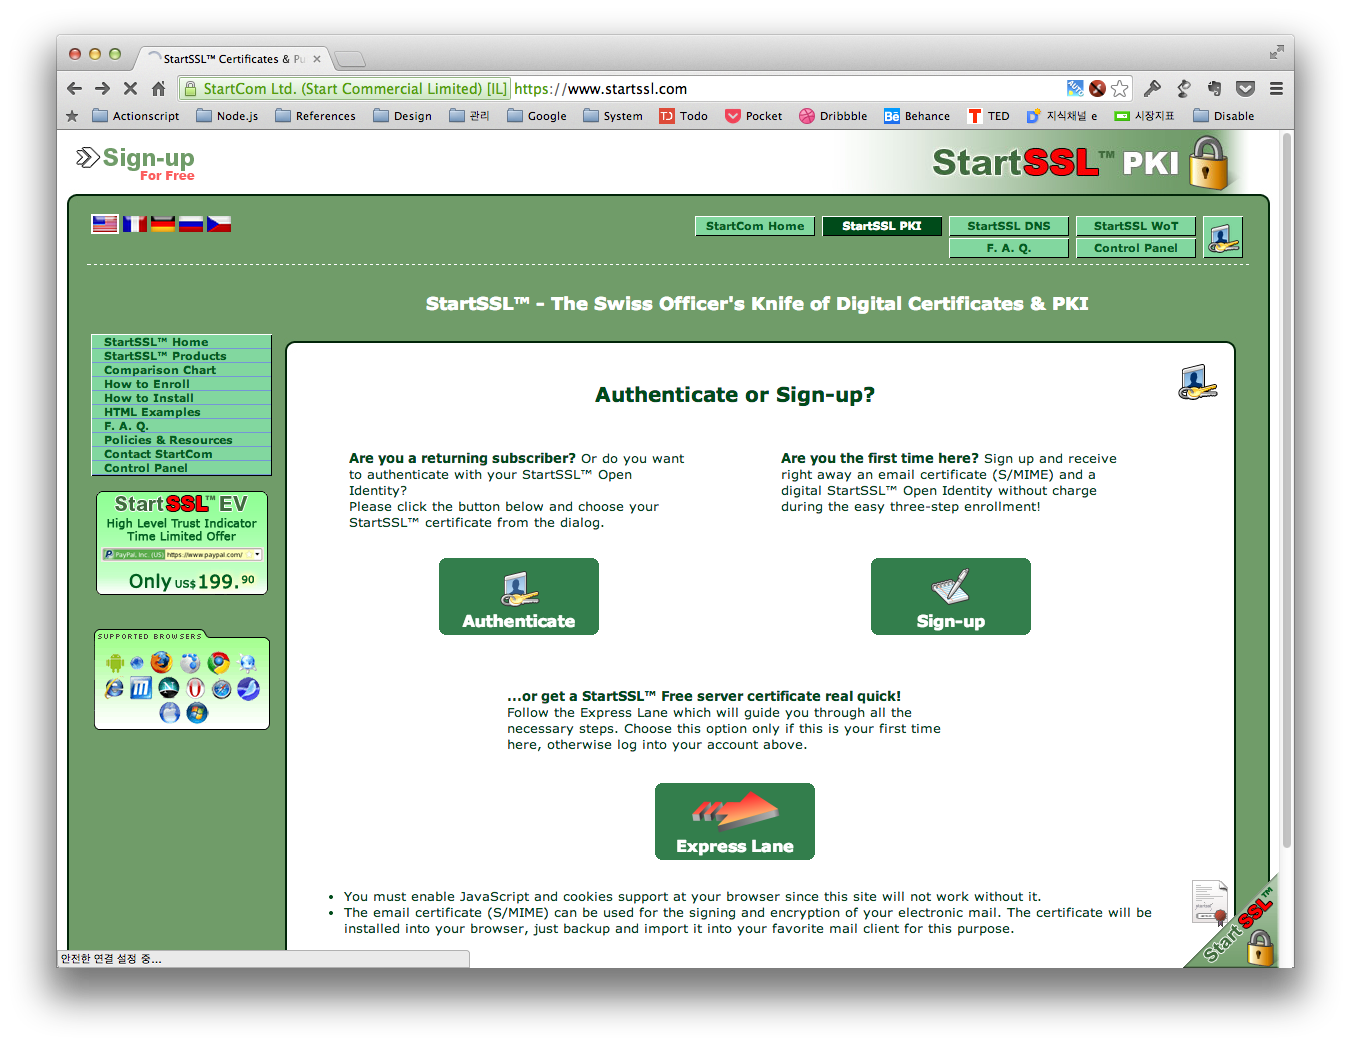 StartSSL™ Certificates & Pu
StartCom Ltd. (Start Commercial Limited) [IL] https://www.startssl.com
Actionscript Node.js References Design 관리 Google System Todo Pocket Dribbble Behance TED 지식채널 e 시장지표 Disable
Sign-up
For Free
StartSSL™ PKI
StartCom Home StartSSL PKI StartSSL DNS StartSSL WoT
F. A. Q. Control Panel
StartSSL™ - The Swiss Officer's Knife of Digital Certificates & PKI
StartSSL™ Home
StartSSL™ Products
Comparison Chart
How to Enroll
How to Install
HTML Examples
F. A. Q.
Policies & Resources
Contact StartCom
Control Panel
StartSSL™ EV
High Level Trust Indicator
Time Limited Offer
PayPal, Inc. (US) https://www.paypal.com/
Only US$ 199.90
SUPPORTED BROWSERS
Authenticate or Sign-up?
Are you a returning subscriber? Or do you want
to authenticate with your StartSSL™ Open
Identity?
Please click the button below and choose your
StartSSL™ certificate from the dialog.
Authenticate
Are you the first time here? Sign up and receive
right away an email certificate (S/MIME) and a
digital StartSSL™ Open Identity without charge
during the easy three-step enrollment!
Sign-up
...or get a StartSSL™ Free server certificate real quick!
Follow the Express Lane which will guide you through all the
necessary steps. Choose this option only if this is your first time
here, otherwise log into your account above.
Express Lane
• You must enable JavaScript and cookies support at your browser since this site will not work without it.
• The email certificate (S/MIME) can be used for the signing and encryption of your electronic mail. The certificate will be
installed into your browser, just backup and import it into your favorite mail client for this purpose.
StartSSL™
안전한 연결 설정 중...